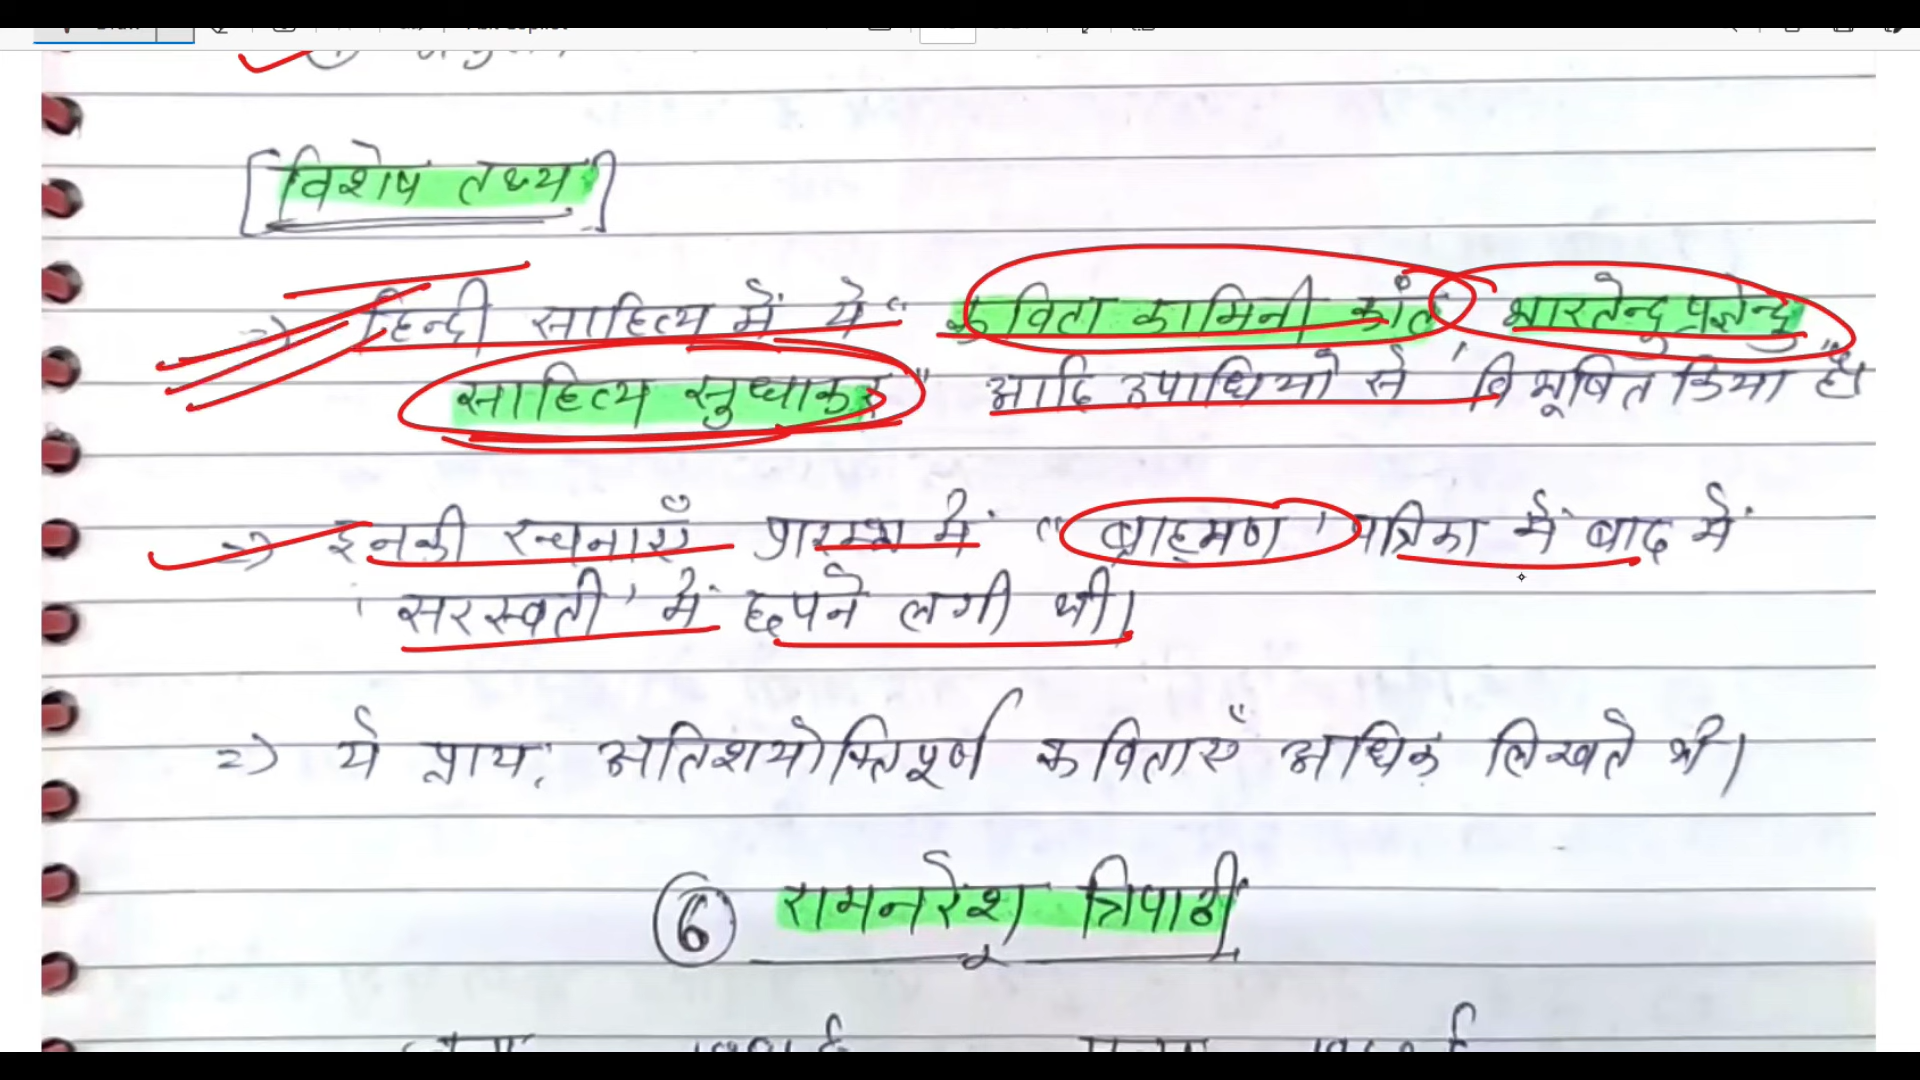 [विशेष तथ्य]
=) हिन्दी साहित्य में ये "कविता कामिनी कांत भारतेन्दु प्रज्ञेन्दु
साहित्य सुधाकर" आदि उपाधियों से विभूषित किया है।
=) इनकी रचनाएँ प्रारम्भ में "ब्राह्मण' पत्रिका में बाद में
'सरस्वती' में छपने लगी थी।
=) ये प्राय: अतिशयोक्तिपूर्ण कविताएँ अधिक लिखते थे।
6 रामनरेश त्रिपाठी